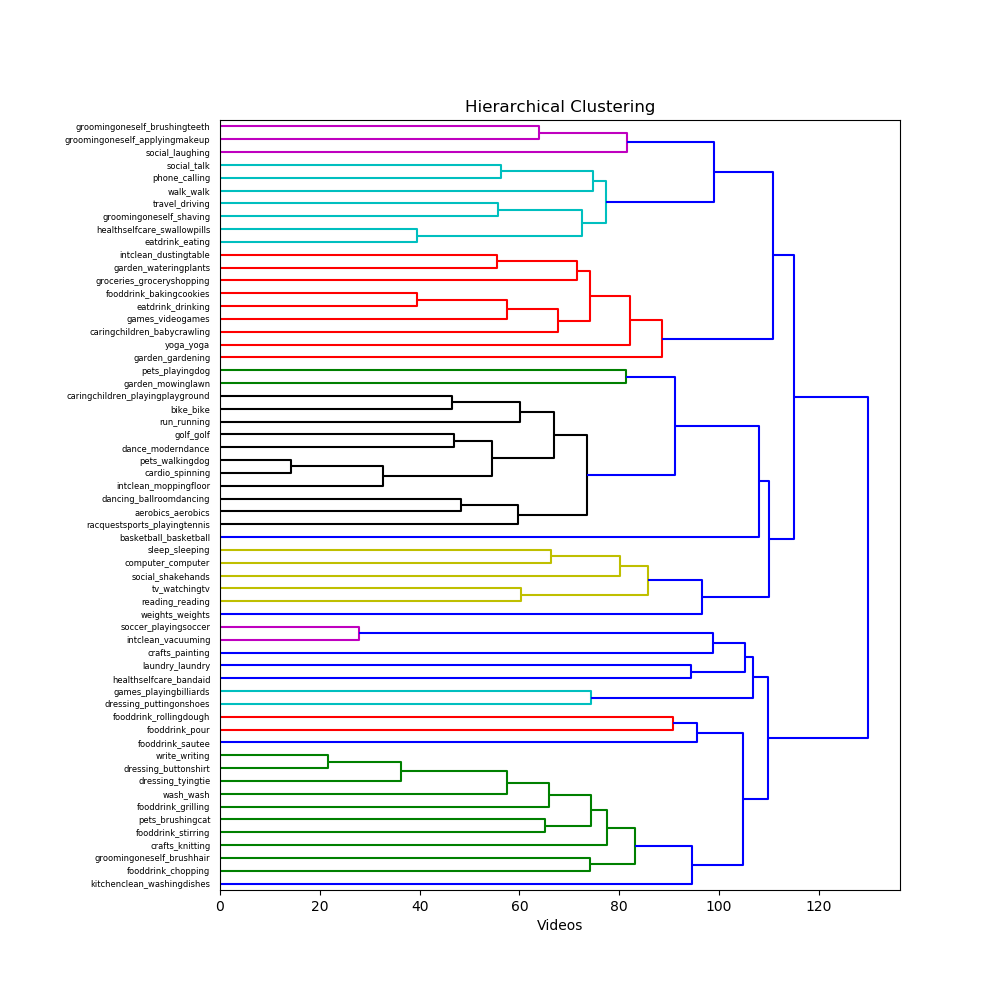 Hierarchical Clustering
groomingoneself_brushingteeth
groomingoneself_applyingmakeup
social_laughing
social_talk
phone_calling
walk_walk
travel_driving
groomingoneself_shaving
healthselfcare_swallowpills
eatdrink_eating
intclean_dustingtable
garden_wateringplants
groceries_groceryshopping
fooddrink_bakingcookies
eatdrink_drinking
games_videogames
caringchildren_babycrawling
yoga_yoga
garden_gardening
pets_playingdog
garden_mowinglawn
caringchildren_playingplayground
bike_bike
run_running
golf_golf
dance_moderndance
pets_walkingdog
cardio_spinning
intclean_moppingfloor
dancing_ballroomdancing
aerobics_aerobics
racquestsports_playingtennis
basketball_basketball
sleep_sleeping
computer_computer
social_shakehands
tv_watchingtv
reading_reading
weights_weights
soccer_playingsoccer
intclean_vacuuming
crafts_painting
laundry_laundry
healthselfcare_bandaid
games_playingbilliards
dressing_puttingonshoes
fooddrink_rollingdough
fooddrink_pour
fooddrink_sautee
write_writing
dressing_buttonshirt
dressing_tyingtie
wash_wash
fooddrink_grilling
pets_brushingcat
fooddrink_stirring
crafts_knitting
groomingoneself_brushhair
fooddrink_chopping
kitchenclean_washingdishes
0 20 40 60 80 100 120
Videos